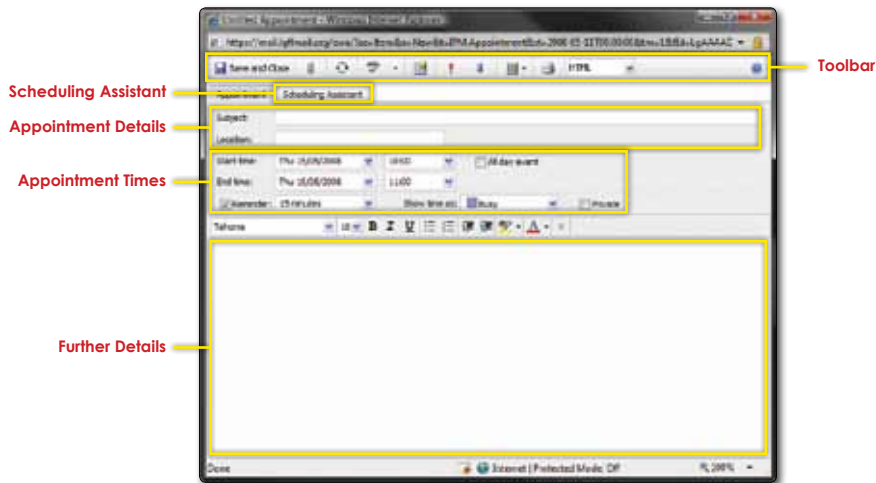 Untitled Appointment - Windows Internet Explorer
Toolbar
Save and Close HTML
Scheduling Assistant
Appointment Scheduling Assistant
Appointment Details
Subject:
Location:
Appointment Times
Start time: Thu 15/05/2008 10:00 All day event
End time: Thu 15/05/2008 11:00
Reminder: 15 minutes Show time as: Busy Private
Tahoma 10 B I U
Further Details
Done Internet | Protected Mode: Off 100%